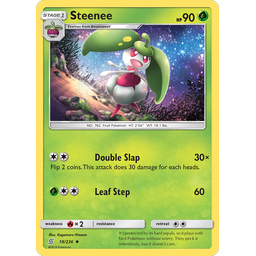 STAGE 1
Steenee
HP 90
Evolves from Bounsweet
NO. 762 Fruit Pokémon HT: 2'04" WT: 18.1 lbs.
Double Slap 30×
Flip 2 coins. This attack does 30 damage for each heads.
Leaf Step 60
weakness ×2 resistance retreat
Illus. Kagemaru Himeno
18/236